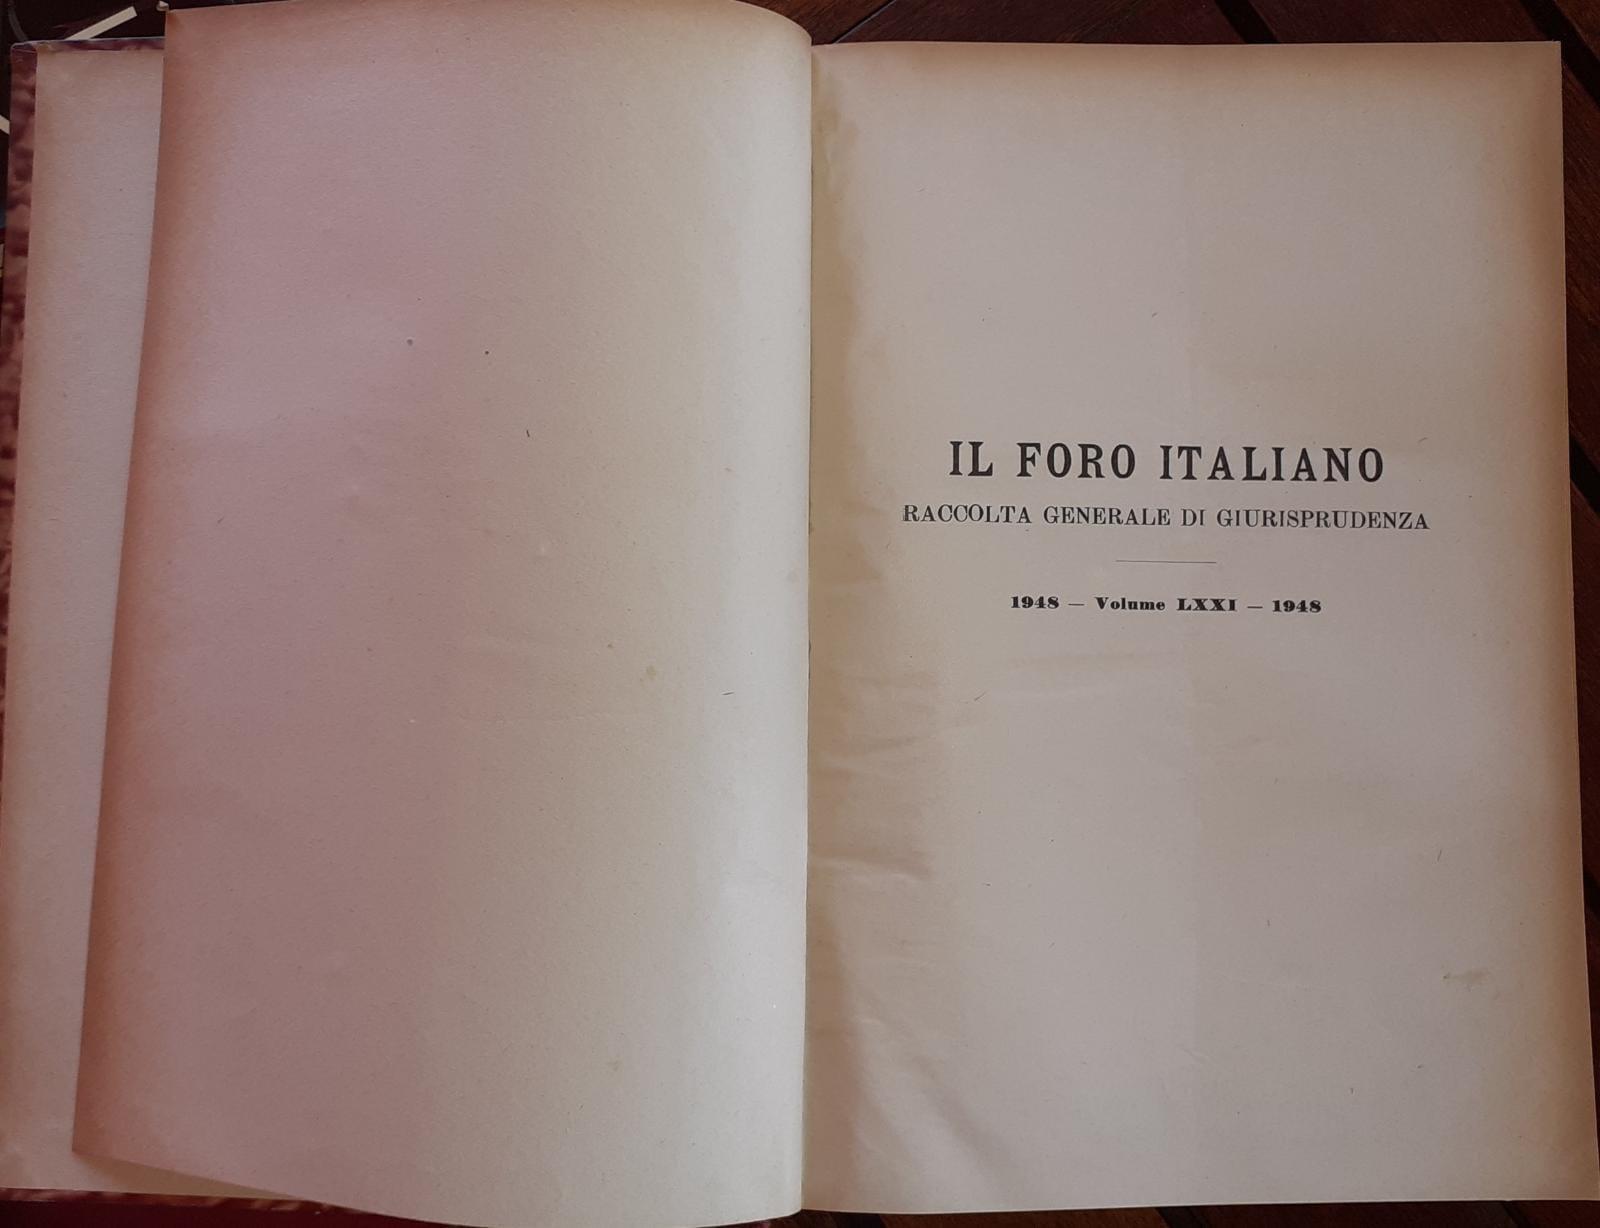 IL FORO ITALIANO
RACCOLTA GENERALE DI GIURISPRUDENZA
1948 — Volume LXXI — 1948